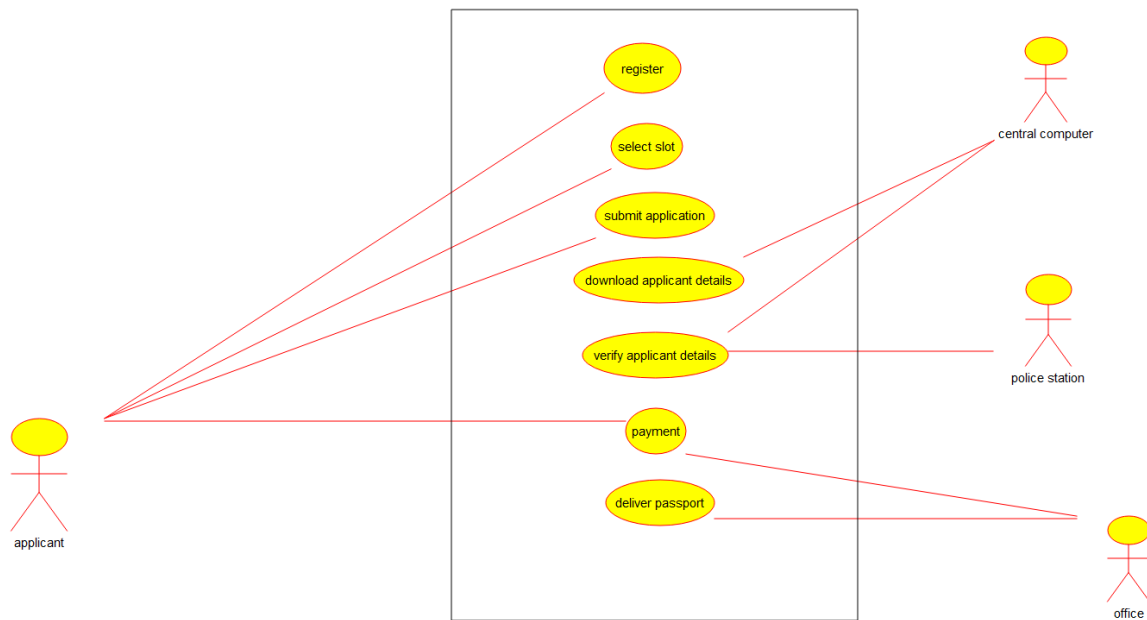 register
central computer
select slot
submit application
download applicant details
verify applicant details
police station
payment
deliver passport
applicant
office